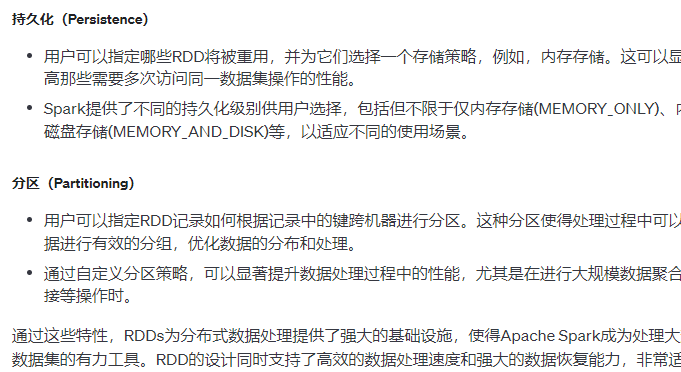 持久化（Persistence）
用户可以指定哪些RDD将被重用，并为它们选择一个存储策略，例如，内存存储。这可以显
高那些需要多次访问同一数据集操作的性能。
Spark提供了不同的持久化级别供用户选择，包括但不限于仅内存存储(MEMORY_ONLY)、内
磁盘存储(MEMORY_AND_DISK)等，以适应不同的使用场景。
分区（Partitioning）
用户可以指定RDD记录如何根据记录中的键跨机器进行分区。这种分区使得处理过程中可以
据进行有效的分组，优化数据的分布和处理。
通过自定义分区策略，可以显著提升数据处理过程中的性能，尤其是在进行大规模数据聚合
接等操作时。
通过这些特性，RDDs为分布式数据处理提供了强大的基础设施，使得Apache Spark成为处理大
数据集的有力工具。RDD的设计同时支持了高效的数据处理速度和强大的数据恢复能力，非常适